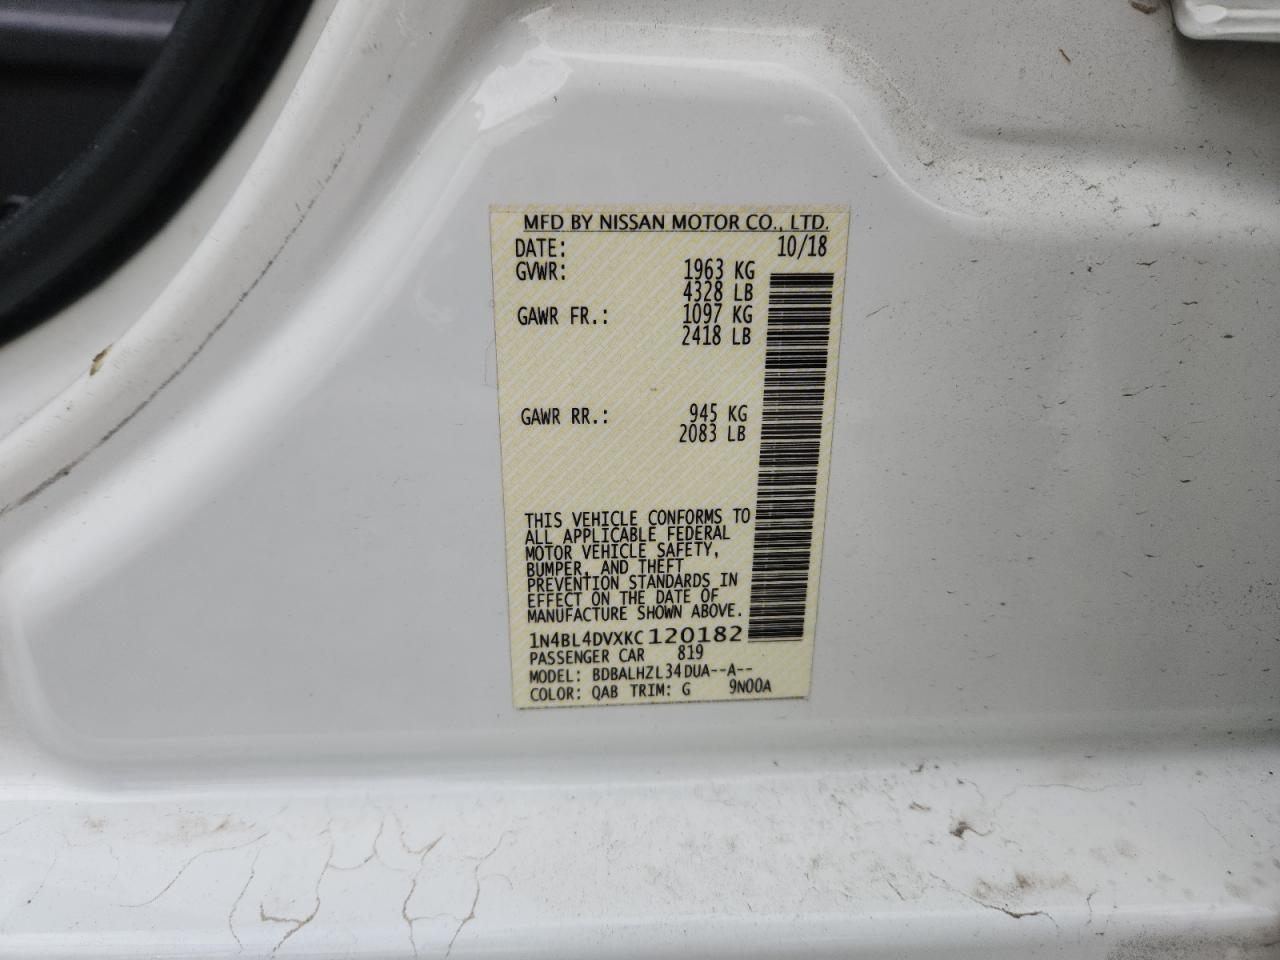 MFD BY NISSAN MOTOR CO., LTD.
DATE: 10/18
GVWR: 1963 KG
4328 LB
GAWR FR.: 1097 KG
2418 LB
GAWR RR.: 945 KG
2083 LB
THIS VEHICLE CONFORMS TO
ALL APPLICABLE FEDERAL
MOTOR VEHICLE SAFETY,
BUMPER, AND THEFT
PREVENTION STANDARDS IN
EFFECT ON THE DATE OF
MANUFACTURE SHOWN ABOVE.
1N4BL4DVXKC120182
PASSENGER CAR 819
MODEL: BDBALHZL34DUA--A--
COLOR: QAB TRIM: G 9N00A